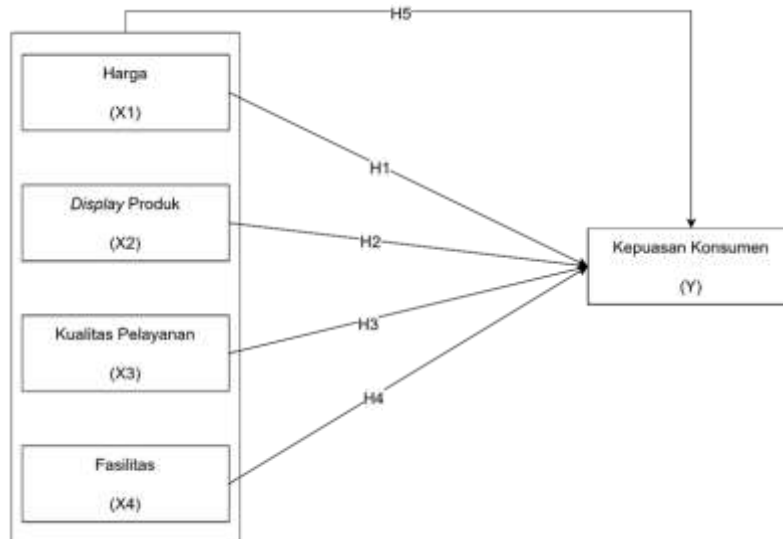 H5
Harga
(X1)
H1
Display Produk
(X2)
H2
Kepuasan Konsumen
(Y)
Kualitas Pelayanan
(X3)
H3
H4
Fasilitas
(X4)